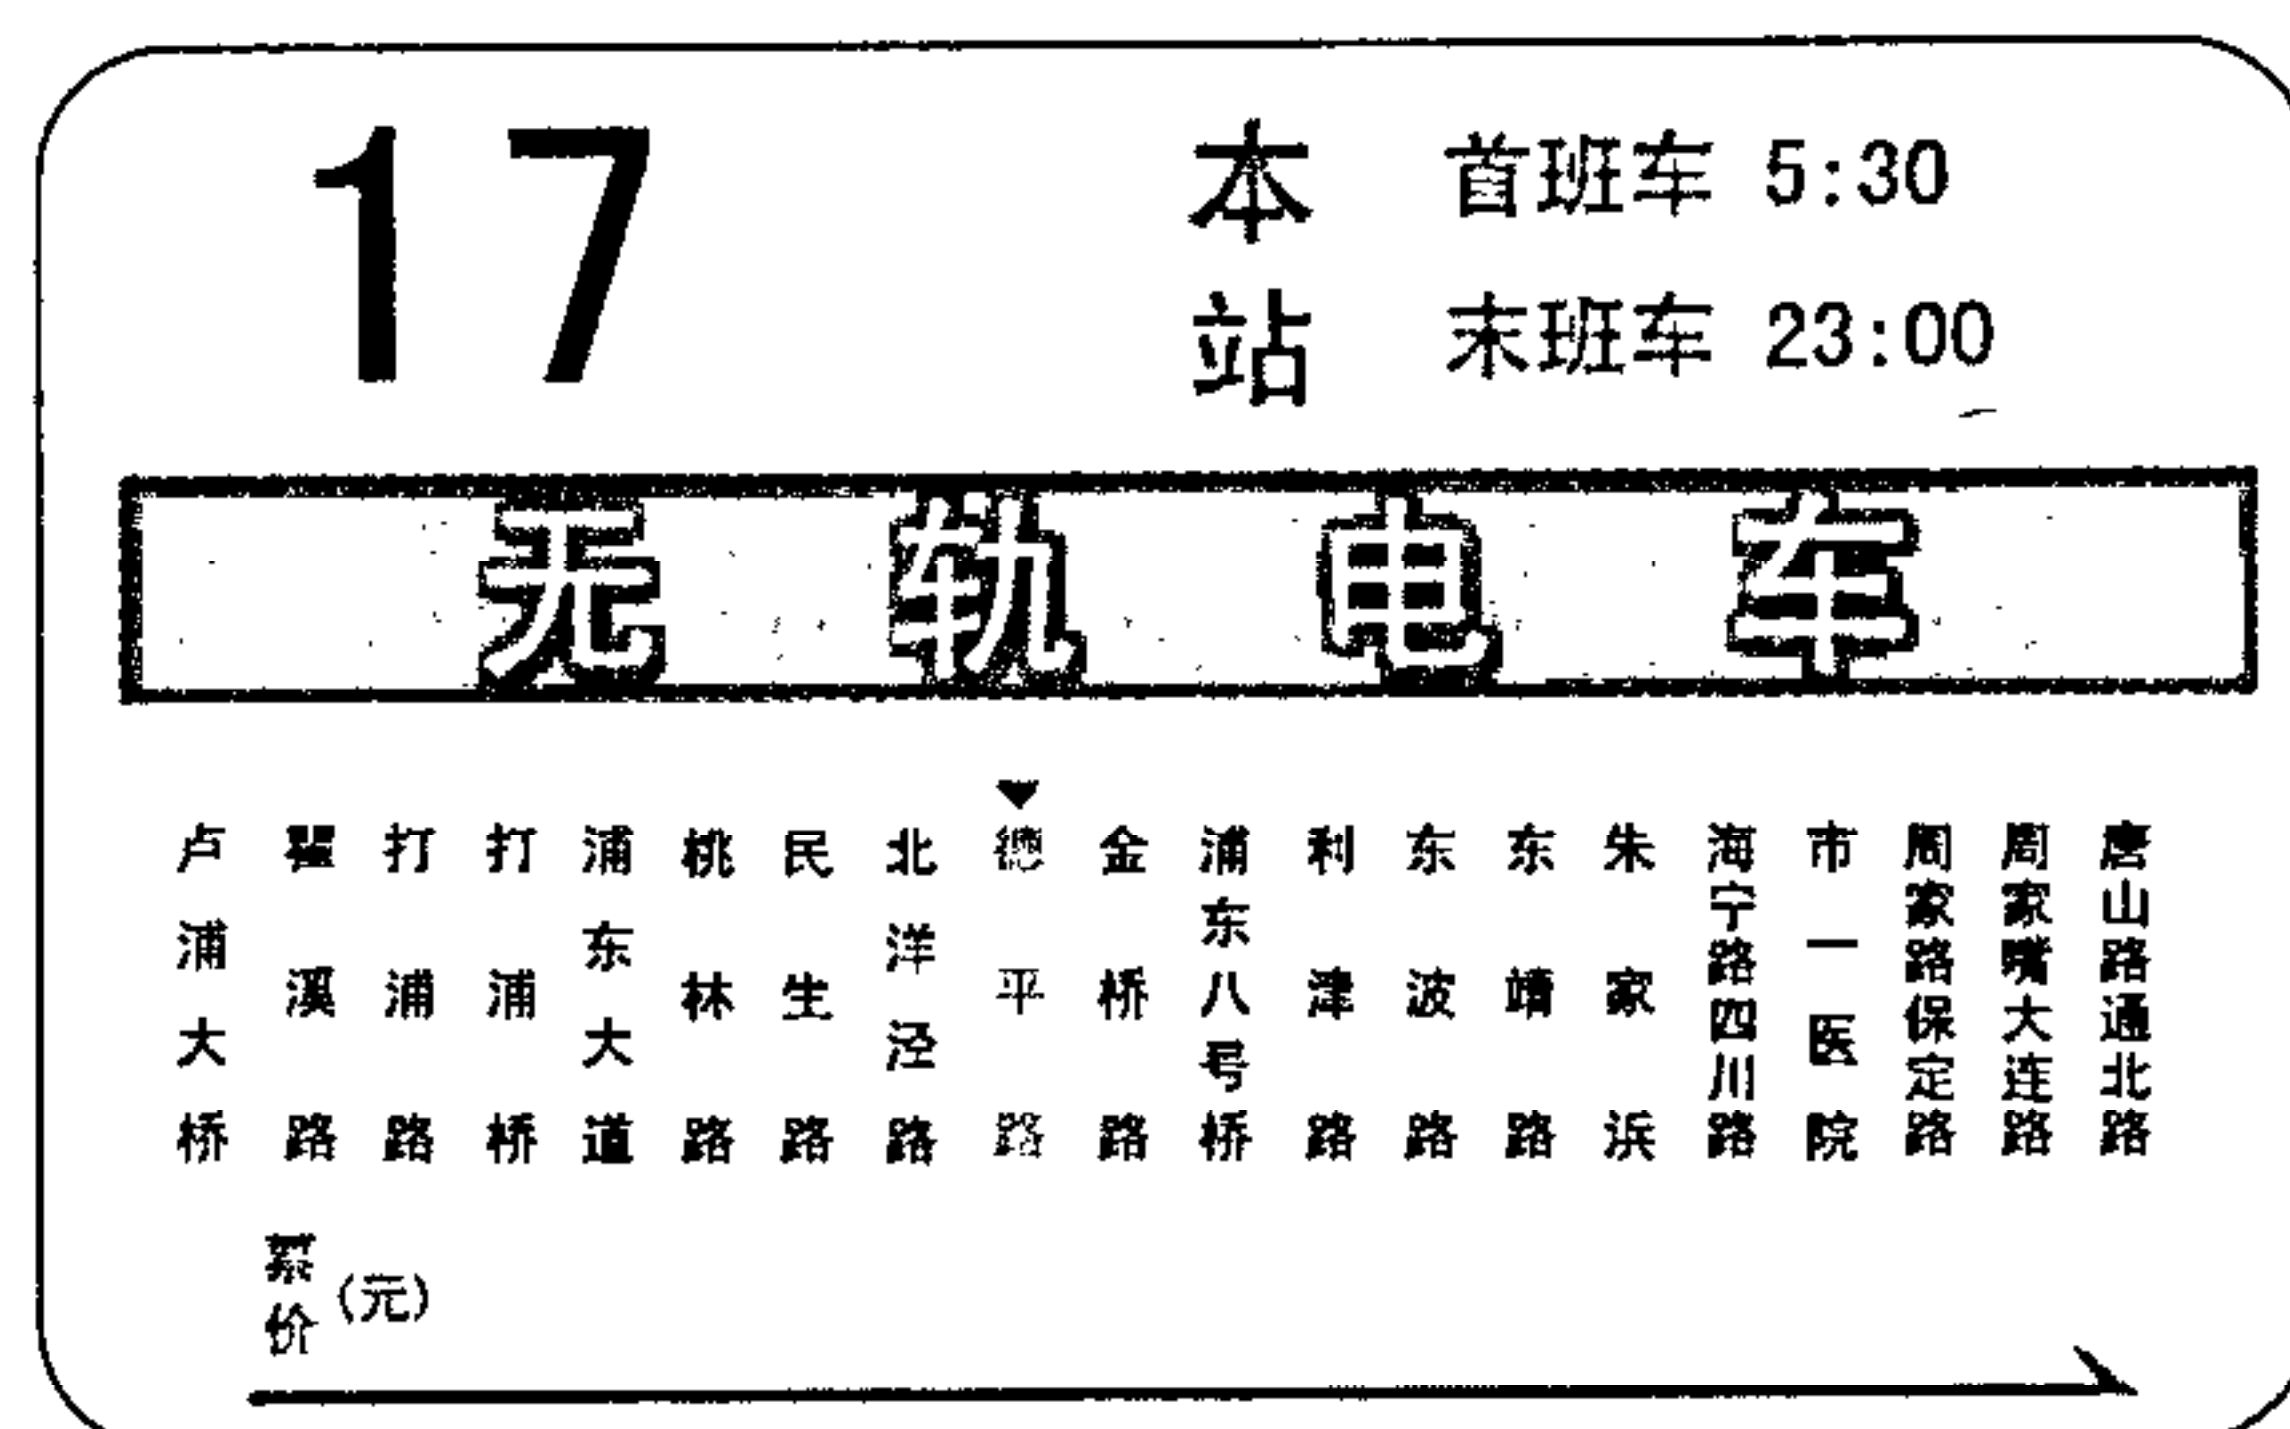 17
本站
首班车 5:30
末班车 23:00
无轨电车
卢浦大桥
瞿溪路
打浦路
打浦桥
浦东大道
桃林路
民生路
北洋泾路
德平路
金桥路
浦东八号桥
利津路
东波路
东靖路
朱家浜
海宁路四川路
市一医院
周家路保定路
周家嘴大连路
唐山路通北路
票价(元)